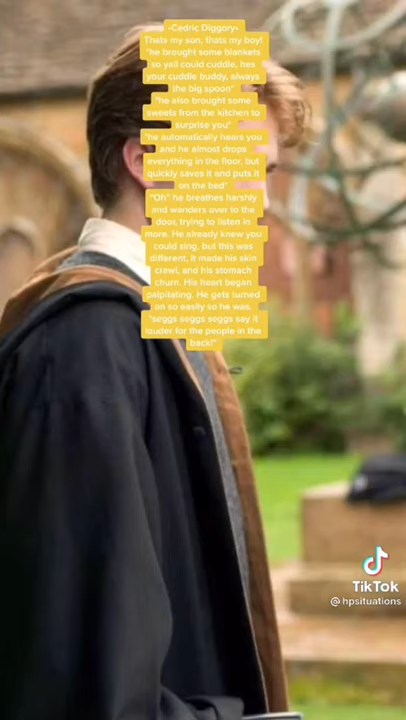 -Cedric Diggory-
Thats my son, thats my boy!
"he brought some blankets
so yall could cuddle, hes
your cuddle buddy, always
the big spoon"
"he also brought some
sweets from the kitchen to
surprise you"
"he automatically hears you
and he almost drops
everything in the floor, but
quickly saves it and puts it
on the bed"
"Oh" he breathes harshly
and wanders over to the
door, trying to listen in
more. He already knew you
could sing, but this was
different, it made his skin
crawl, and his stomach
churn. His heart began
palpitating. He gets turned
on so easily so he was.
"seggs seggs seggs say it
louder for the people in the
back!"
TikTok
@hpsituations